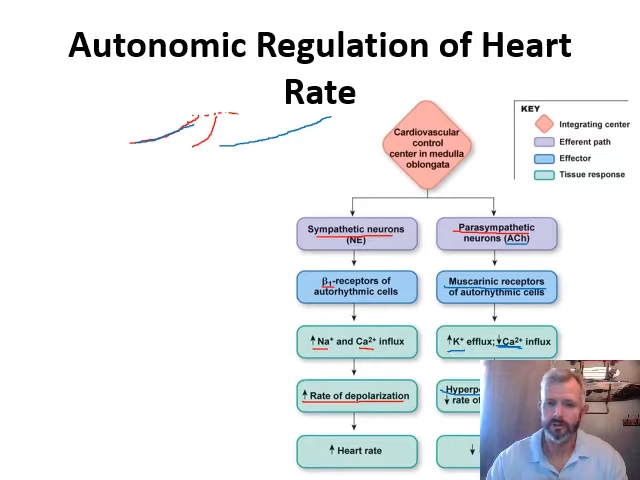 Autonomic Regulation of Heart
Rate
KEY
Integrating center
Efferent path
Effector
Tissue response
Cardiovascular
control
center in medulla
oblongata
Sympathetic neurons
(NE)
Parasympathetic
neurons (ACh)
β1-receptors of
autorhythmic cells
Muscarinic receptors
of autorhythmic cells
↑ Na⁺ and Ca²⁺ influx
↑ K⁺ efflux; ↓ Ca²⁺ influx
↑ Rate of depolarization
↓ rate of
↑ Heart rate
↓